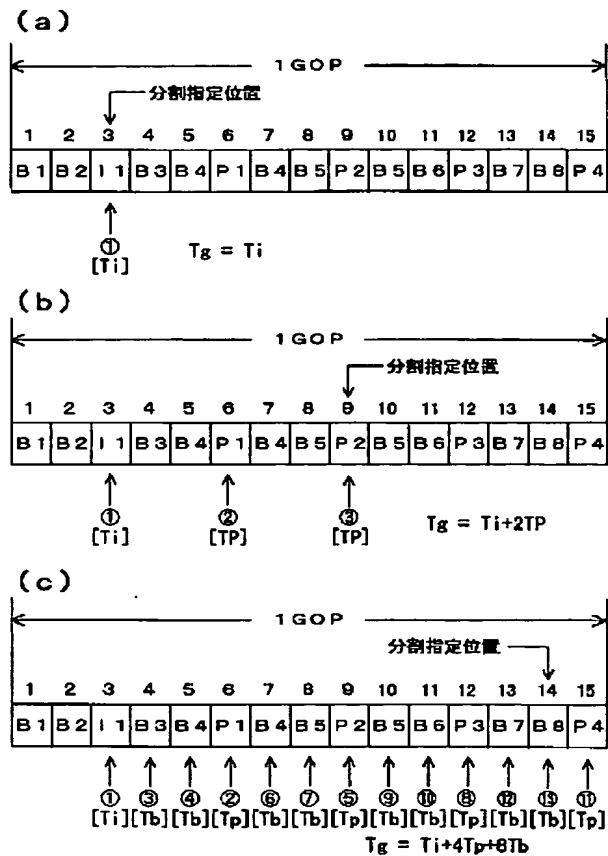 (a)
1GOP
分割指定位置
1 2 3 4 5 6 7 8 9 10 11 12 13 14 15
B1 B2 I1 B3 B4 P1 B4 B5 P2 B5 B6 P3 B7 B8 P4
①
[Ti]
Tg = Ti
(b)
1GOP
分割指定位置
1 2 3 4 5 6 7 8 9 10 11 12 13 14 15
B1 B2 I1 B3 B4 P1 B4 B5 P2 B5 B6 P3 B7 B8 P4
① ② ③
[Ti] [TP] [TP]
Tg = Ti+2TP
(c)
1GOP
分割指定位置
1 2 3 4 5 6 7 8 9 10 11 12 13 14 15
B1 B2 I1 B3 B4 P1 B4 B5 P2 B5 B6 P3 B7 B8 P4
① ③ ④ ② ⑥ ⑦ ⑤ ⑨ ⑩ ⑧ ⑫ ⑬ ⑪
[Ti] [Tb] [Tb] [Tp] [Tb] [Tb] [Tp] [Tb] [Tb] [Tp] [Tb] [Tb] [Tp]
Tg = Ti+4Tp+8Tb